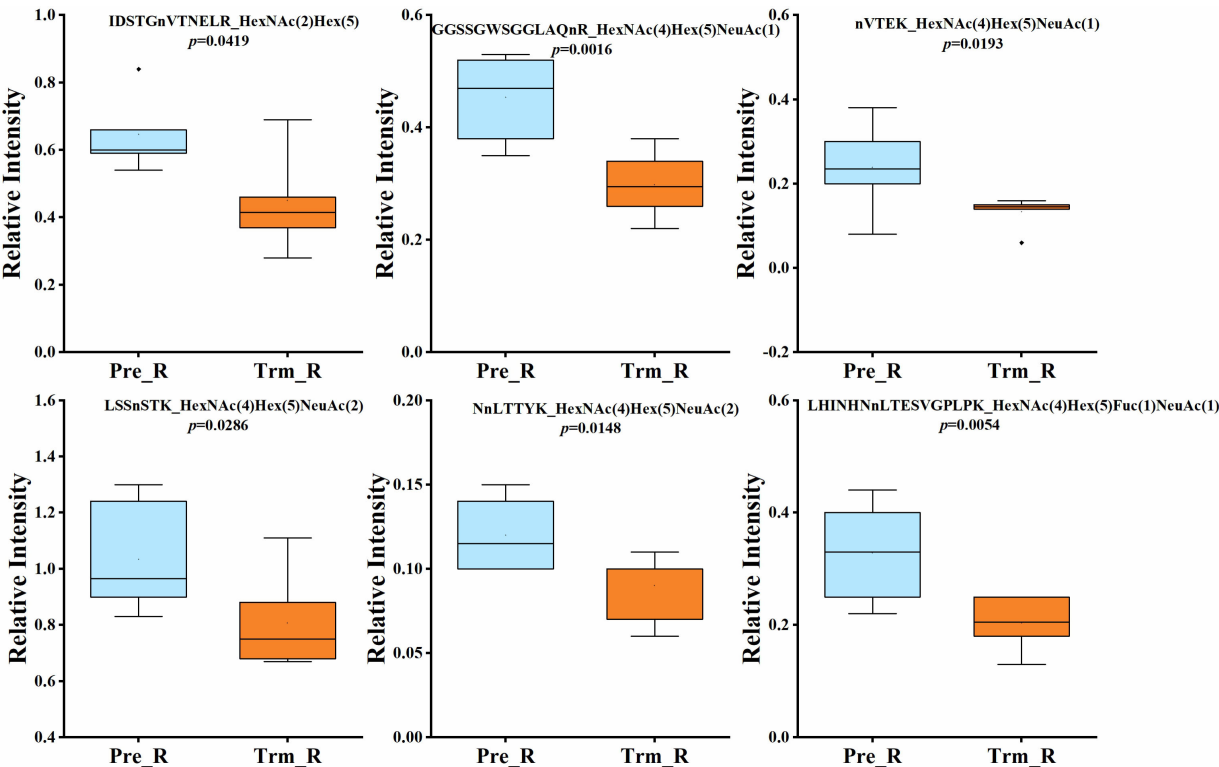 IDSTGnVTNELR_HexNAc(2)Hex(5)
p=0.0419
Relative Intensity
1.0
0.8
0.6
0.4
0.2
0.0
Pre_R
Trm_R
GGSSGWSGGLAQnR_HexNAc(4)Hex(5)NeuAc(1)
p=0.0016
Relative Intensity
0.6
0.4
0.2
0.0
Pre_R
Trm_R
nVTEK_HexNAc(4)Hex(5)NeuAc(1)
p=0.0193
Relative Intensity
0.6
0.4
0.2
0.0
-0.2
Pre_R
Trm_R
LSSnSTK_HexNAc(4)Hex(5)NeuAc(2)
p=0.0286
Relative Intensity
1.6
1.4
1.2
1.0
0.8
0.6
0.4
Pre_R
Trm_R
NnLTTYK_HexNAc(4)Hex(5)NeuAc(2)
p=0.0148
Relative Intensity
0.20
0.15
0.10
0.05
0.00
Pre_R
Trm_R
LHINHNnLTESVGPLPK_HexNAc(4)Hex(5)Fuc(1)NeuAc(1)
p=0.0054
Relative Intensity
0.6
0.4
0.2
0.0
Pre_R
Trm_R